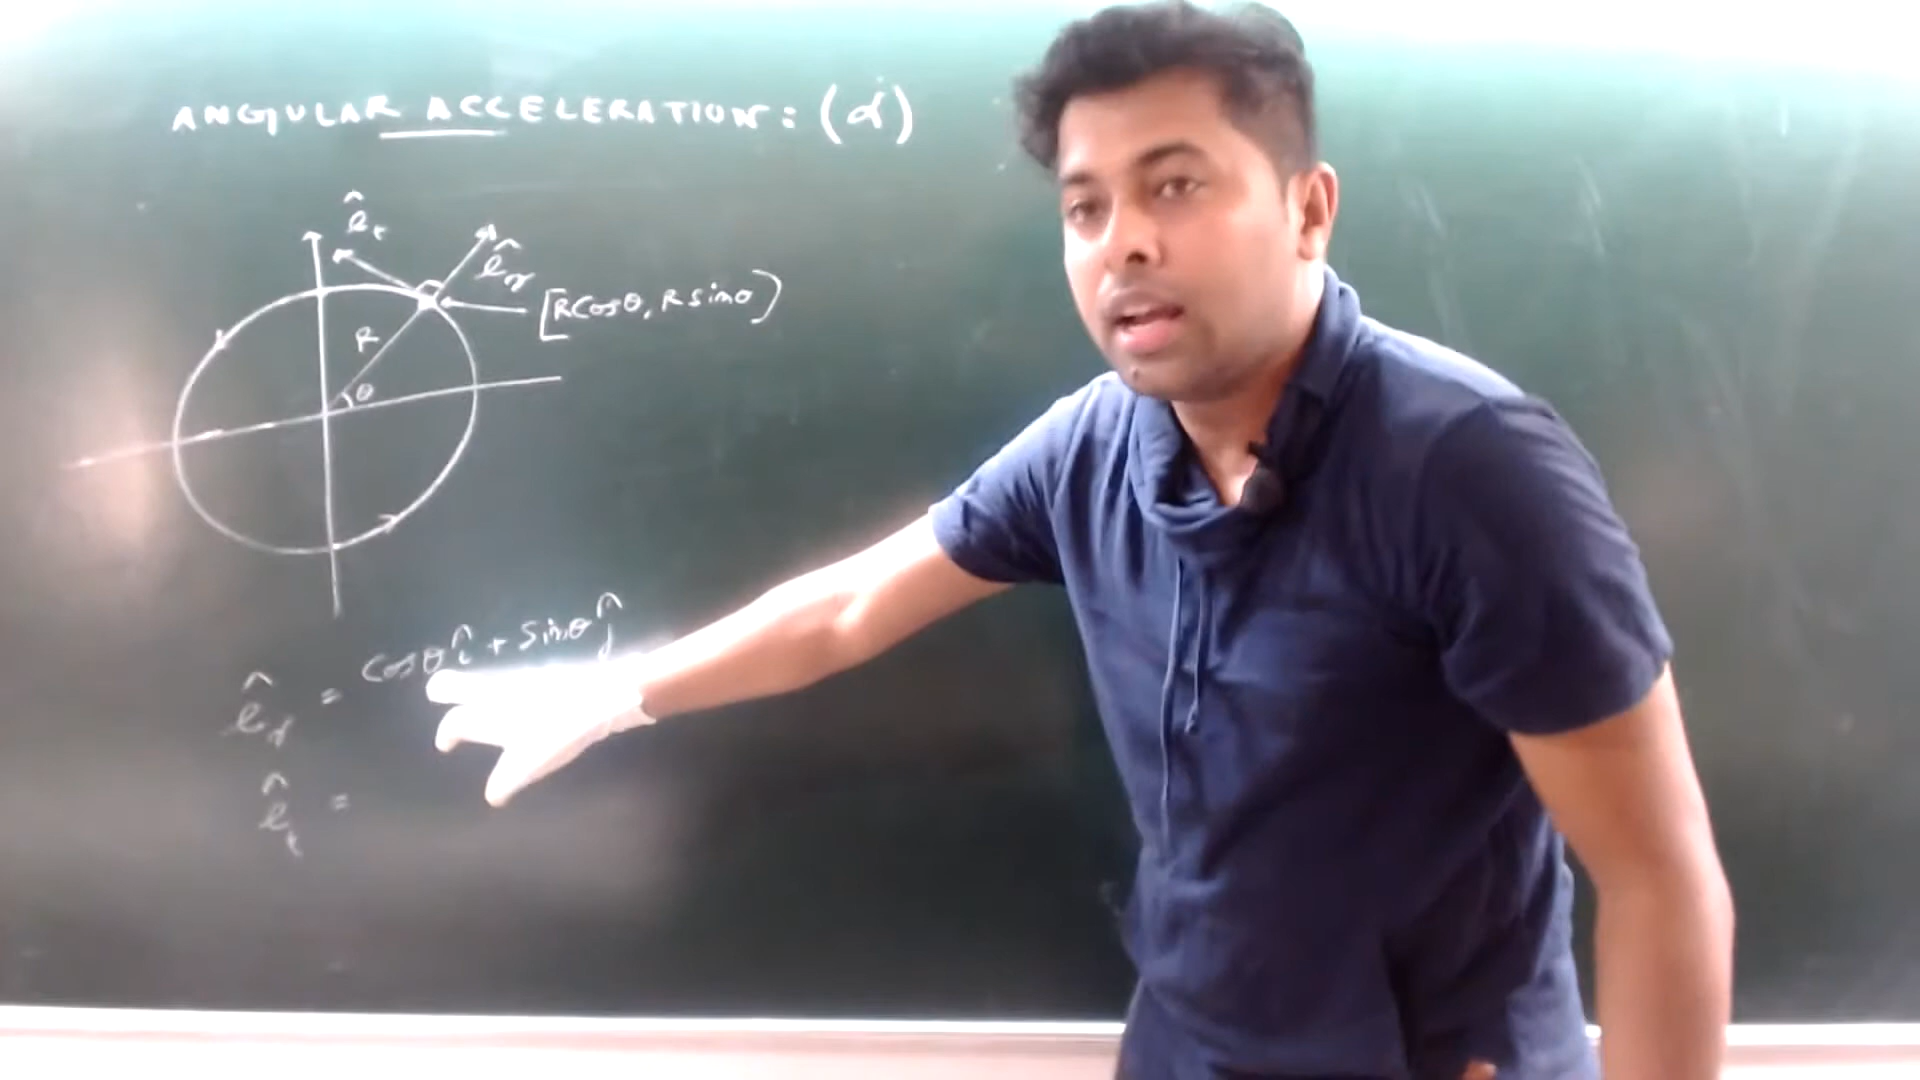 ANGULAR ACCELERATION: (α)
ê_t
ê_r
[Rcosθ, Rsinθ)
R
θ
ê_r = cosθ î + sinθ ĵ
ê_t =